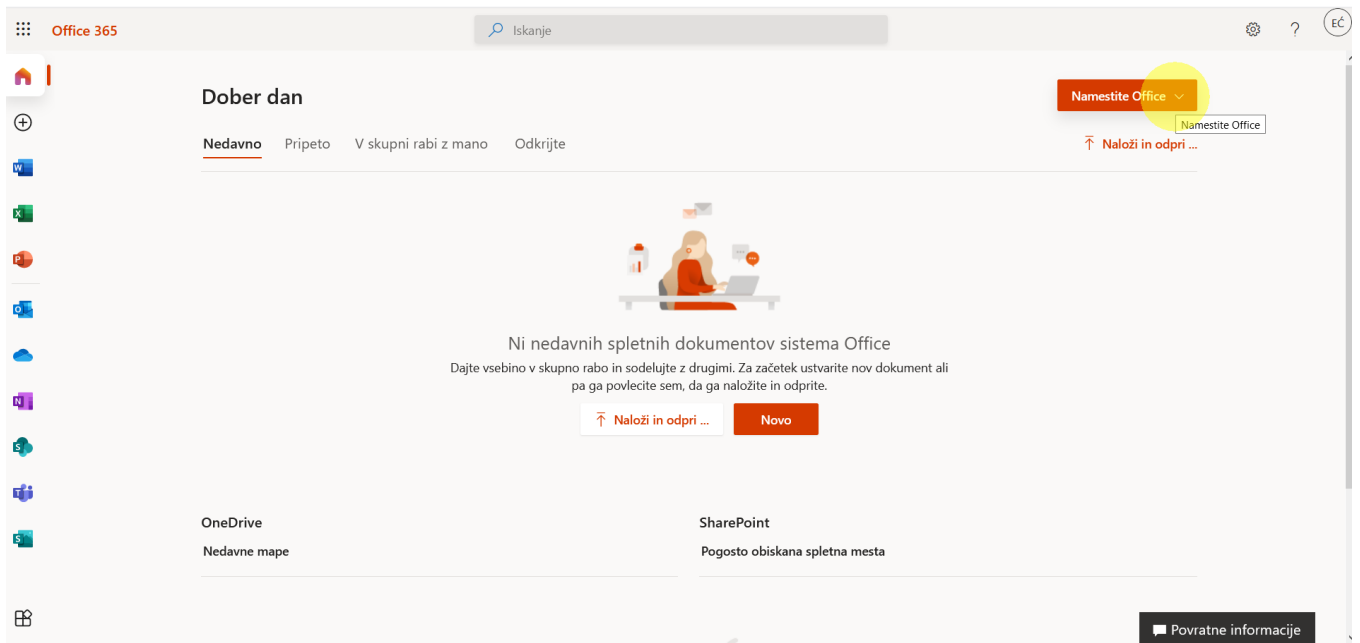 Office 365
Iskanje
EĆ
Dober dan
Namestite Office
Namestite Office
Nedavno Pripeto V skupni rabi z mano Odkrijte
Naloži in odpri ...
Ni nedavnih spletnih dokumentov sistema Office
Dajte vsebino v skupno rabo in sodelujte z drugimi. Za začetek ustvarite nov dokument ali
pa ga povlecite sem, da ga naložite in odprite.
Naloži in odpri ... Novo
OneDrive SharePoint
Nedavne mape Pogosto obiskana spletna mesta
Povratne informacije